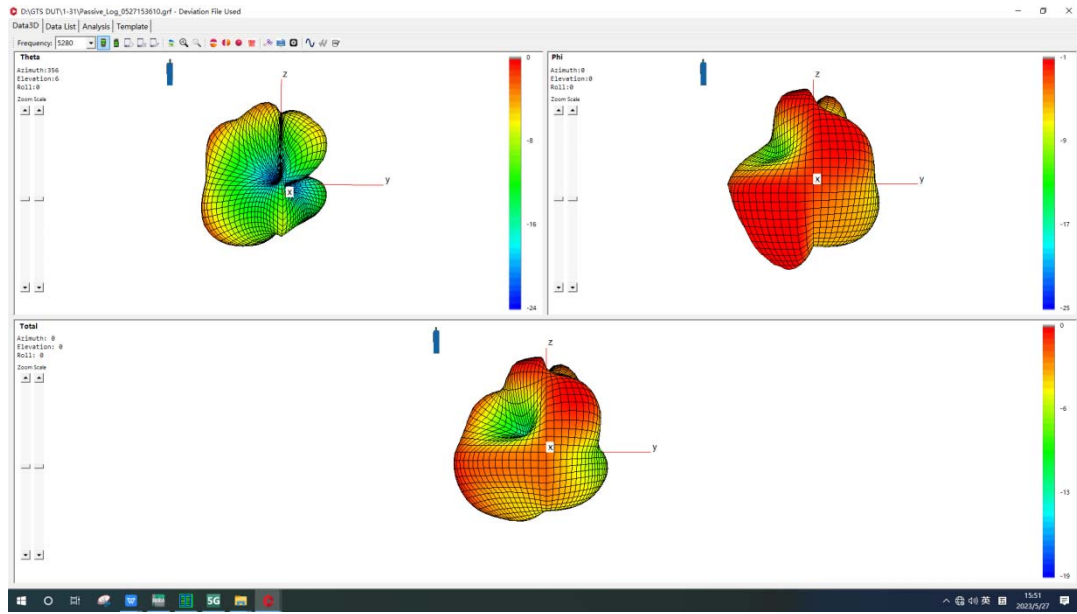 D:\GTS DUT\1-31\Passive_Log_0527153610.grf - Deviation File Used
Data3D Data List Analysis Template
Frequency: 5280
Theta
Azimuth:356
Elevation:6
Roll:0
Zoom Scale
z
y
x
0
-8
-16
-24
Phi
Azimuth:0
Elevation:0
Roll:0
Zoom Scale
z
y
x
-1
-9
-17
-25
Total
Azimuth: 0
Elevation: 0
Roll: 0
Zoom Scale
z
y
x
0
-6
-13
-19
5G
英
15:51
2023/5/27